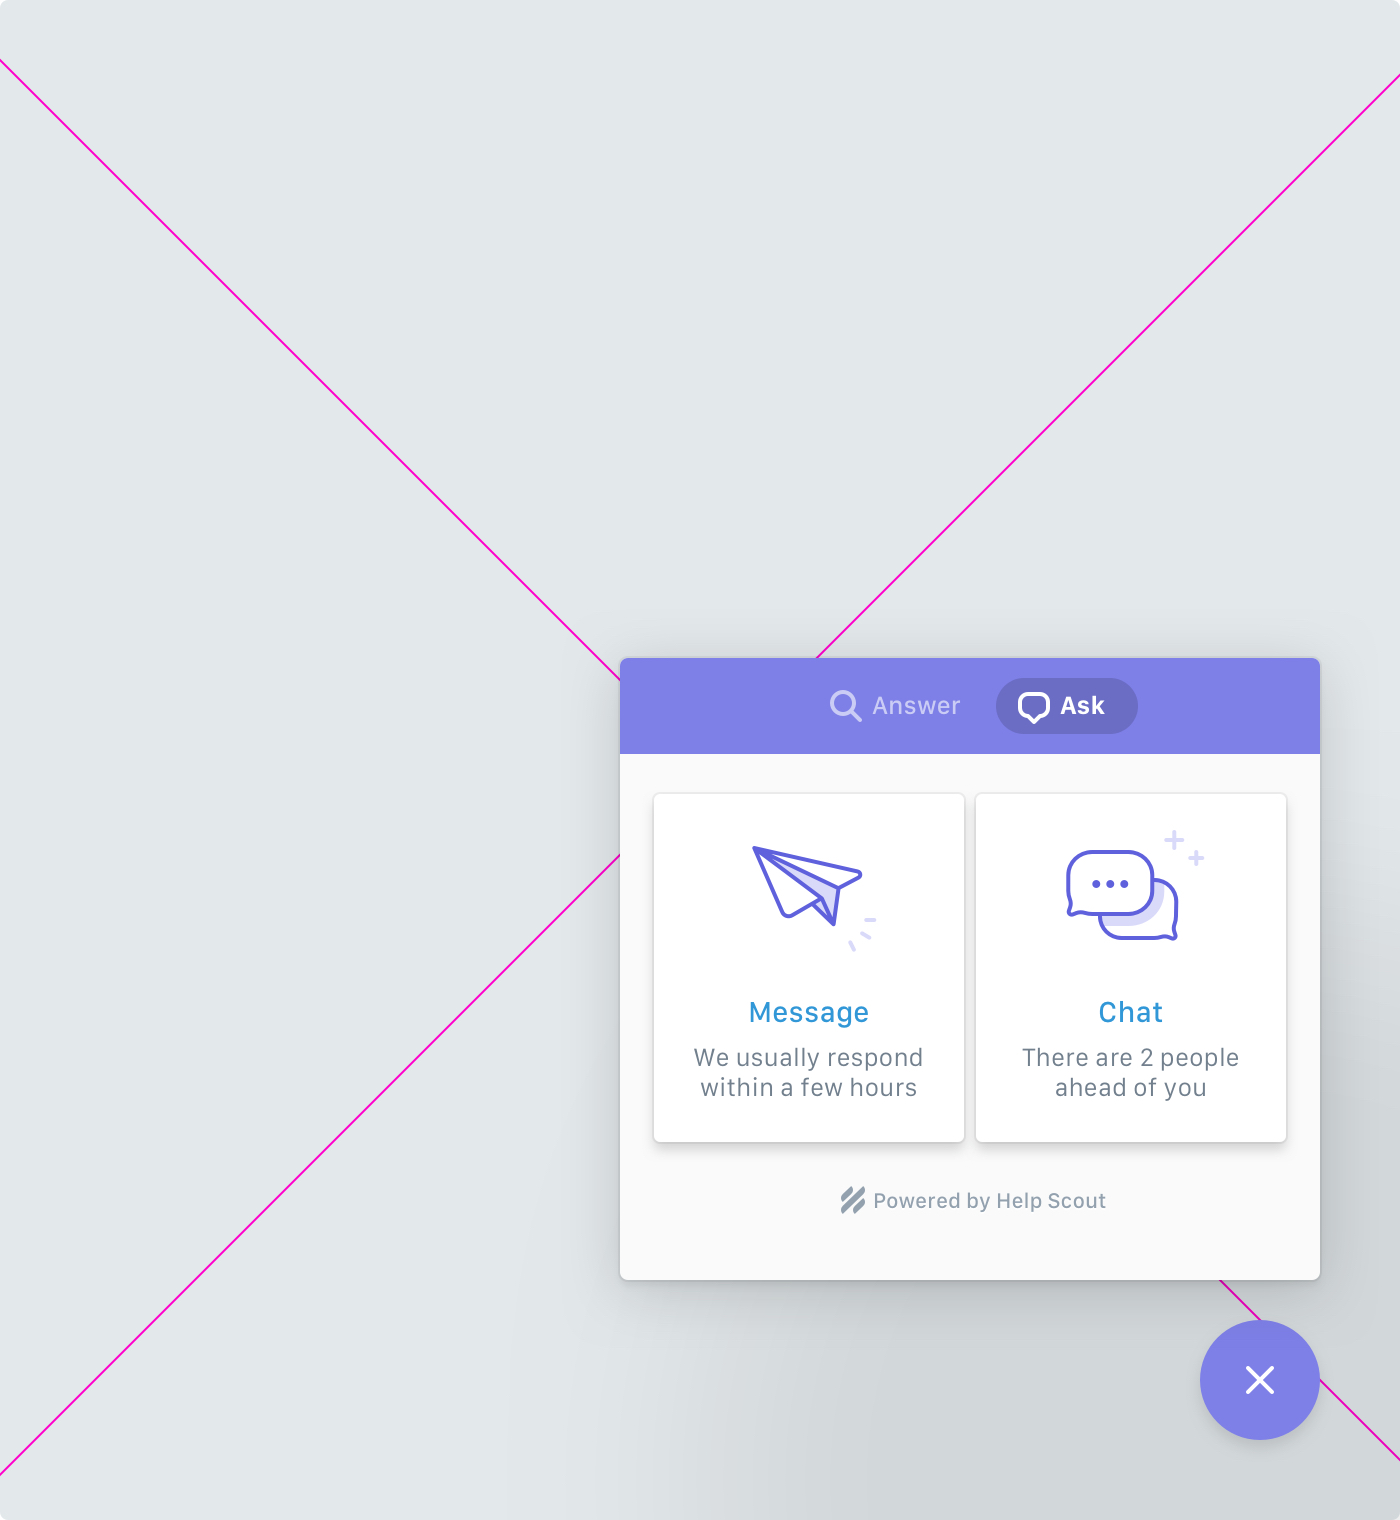 Answer
Ask
Message
We usually respond
within a few hours
Chat
There are 2 people
ahead of you
Powered by Help Scout